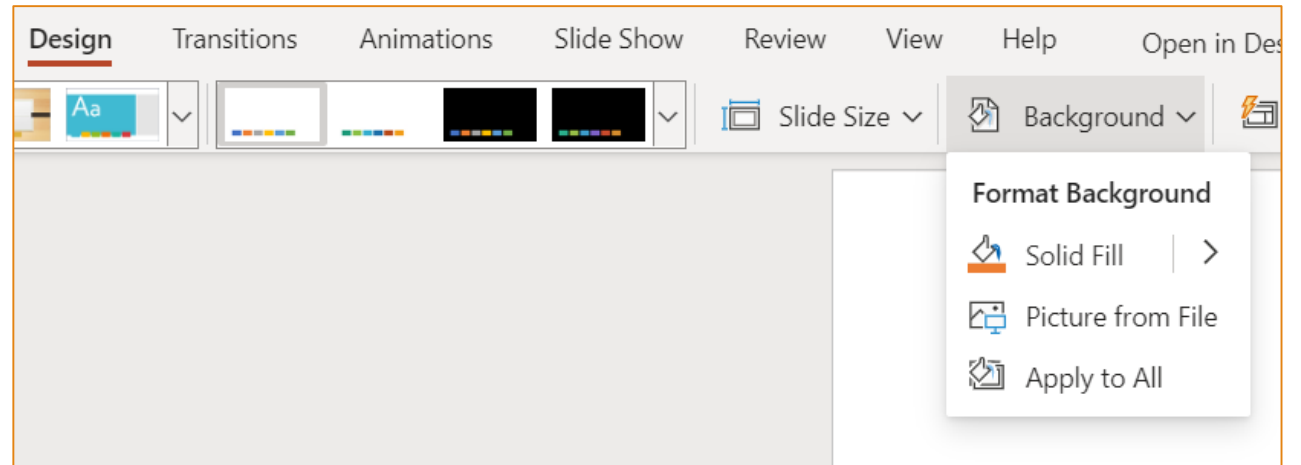 Design Transitions Animations Slide Show Review View Help Open in Des
Aa Slide Size Background
Format Background
Solid Fill
Picture from File
Apply to All